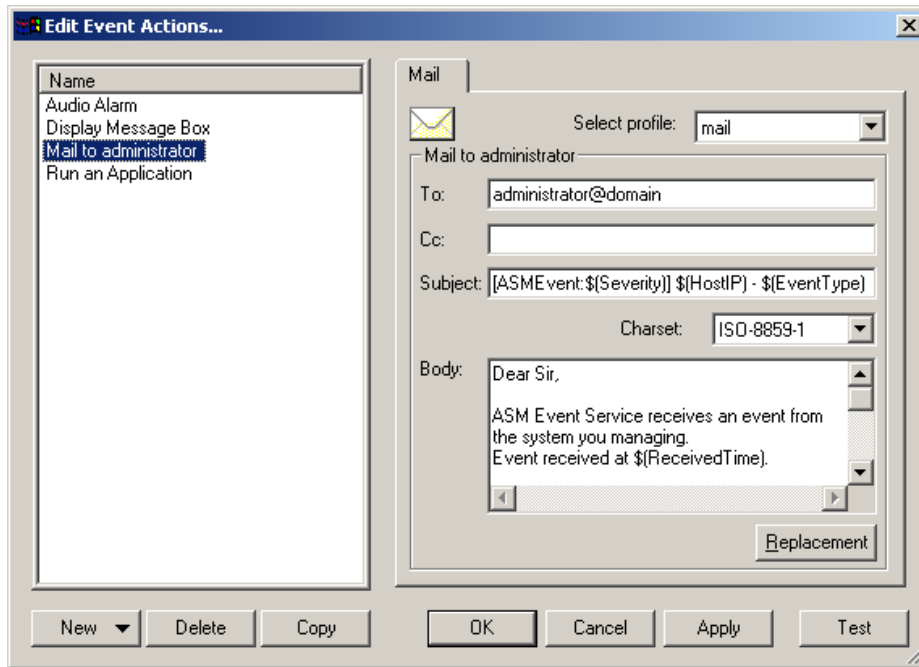 Edit Event Actions...
Name
Audio Alarm
Display Message Box
Mail to administrator
Run an Application
Mail
Select profile: mail
Mail to administrator
To: administrator@domain
Cc:
Subject: [ASMEvent:$(Severity)] $(HostIP) - $(EventType)
Charset: ISO-8859-1
Body: Dear Sir,
ASM Event Service receives an event from
the system you managing.
Event received at $(ReceivedTime).
Replacement
New Delete Copy OK Cancel Apply Test